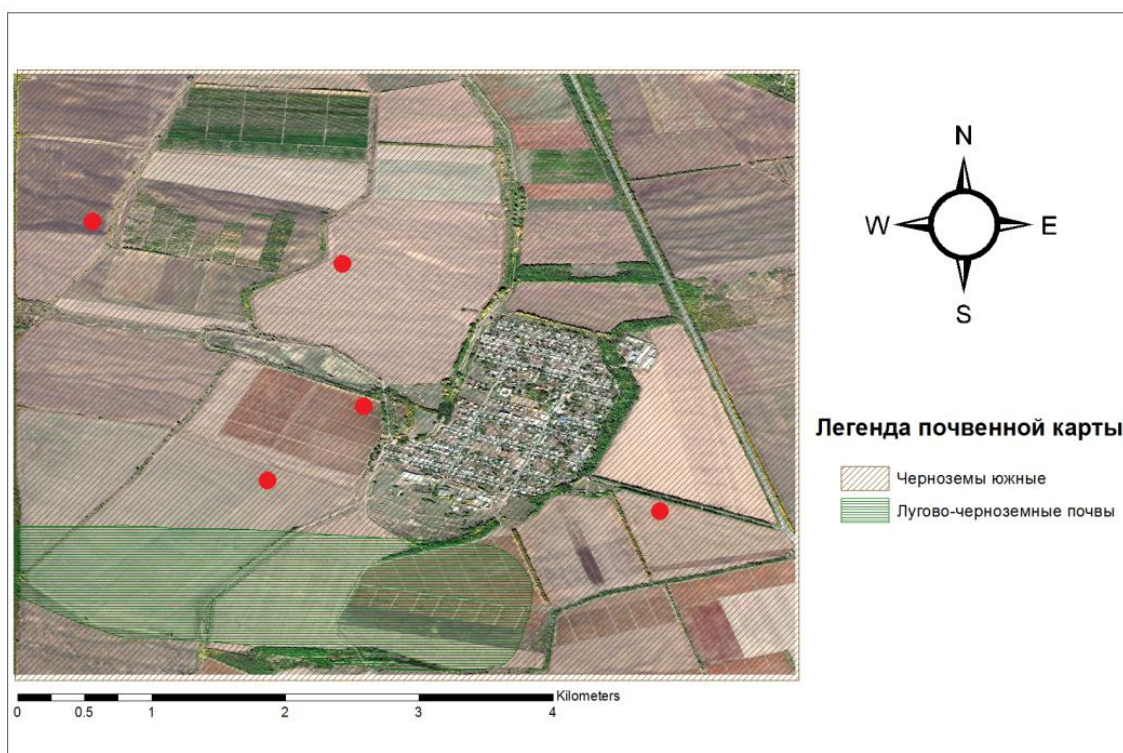 N
W E
S
Легенда почвенной карты
Черноземы южные
Лугово-черноземные почвы
Kilometers
0 0.5 1 2 3 4